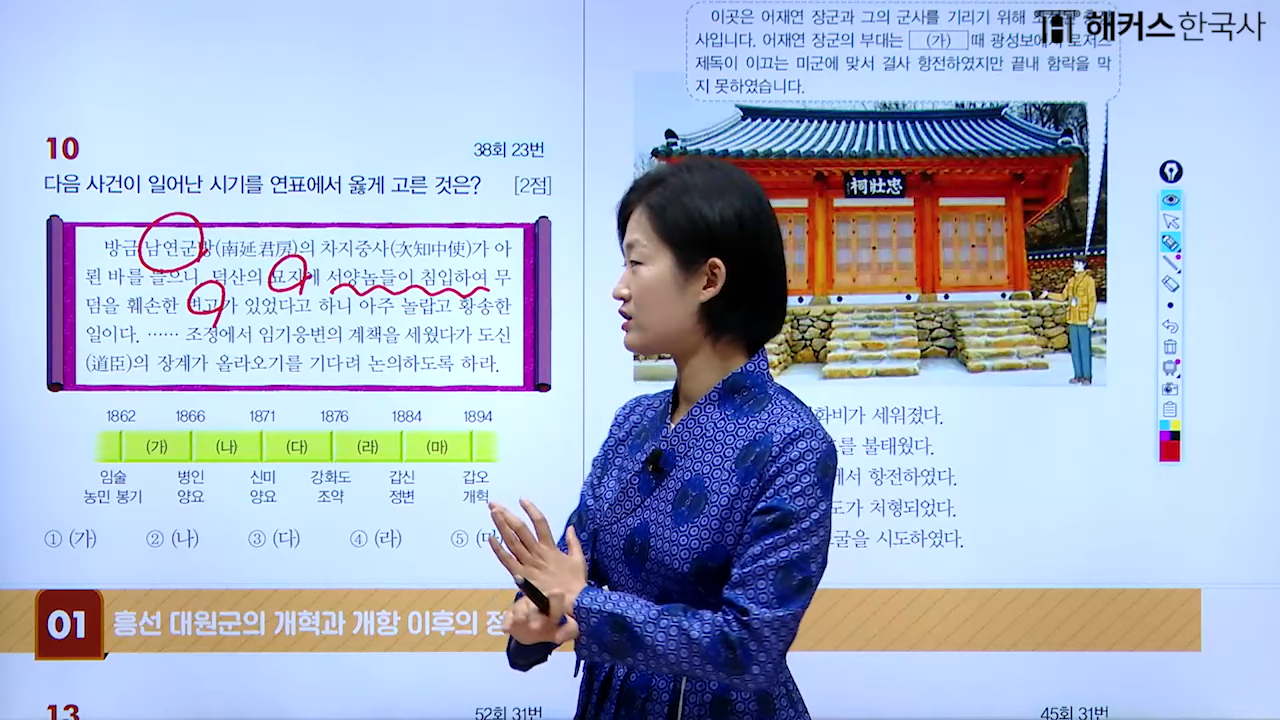 해커스한국사
10
38회 23번
다음 사건이 일어난 시기를 연표에서 옳게 고른 것은? [2점]
방금 남연군방(南延君房)의 차지중사(次知中使)가 아
뢴 바를 들으니, 덕산의 묘지에 서양놈들이 침입하여 무
덤을 훼손한 변고가 있었다고 하니 아주 놀랍고 황송한
일이다. …… 조정에서 임기응변의 계책을 세웠다가 도신
(道臣)의 장계가 올라오기를 기다려 논의하도록 하라.
1862 1866 1871 1876 1884 1894
(가) (나) (다) (라) (마)
임술 병인 신미 강화도 갑신 갑오
농민 봉기 양요 양요 조약 정변 개혁
① (가) ② (나) ③ (다) ④ (라) ⑤
이곳은 어재연 장군과 그의 군사를 기리기 위해
사입니다. 어재연 장군의 부대는 (가) 때 광성보에서 로저스
제독이 이끄는 미군에 맞서 결사 항전하였지만 끝내 함락을 막
지 못하였습니다.
忠壯祠
화비가 세워졌다.
를 불태웠다.
에서 항전하였다.
도가 처형되었다.
굴을 시도하였다.
01 흥선 대원군의 개혁과 개항 이후의
13
52회 31번
45회 31번